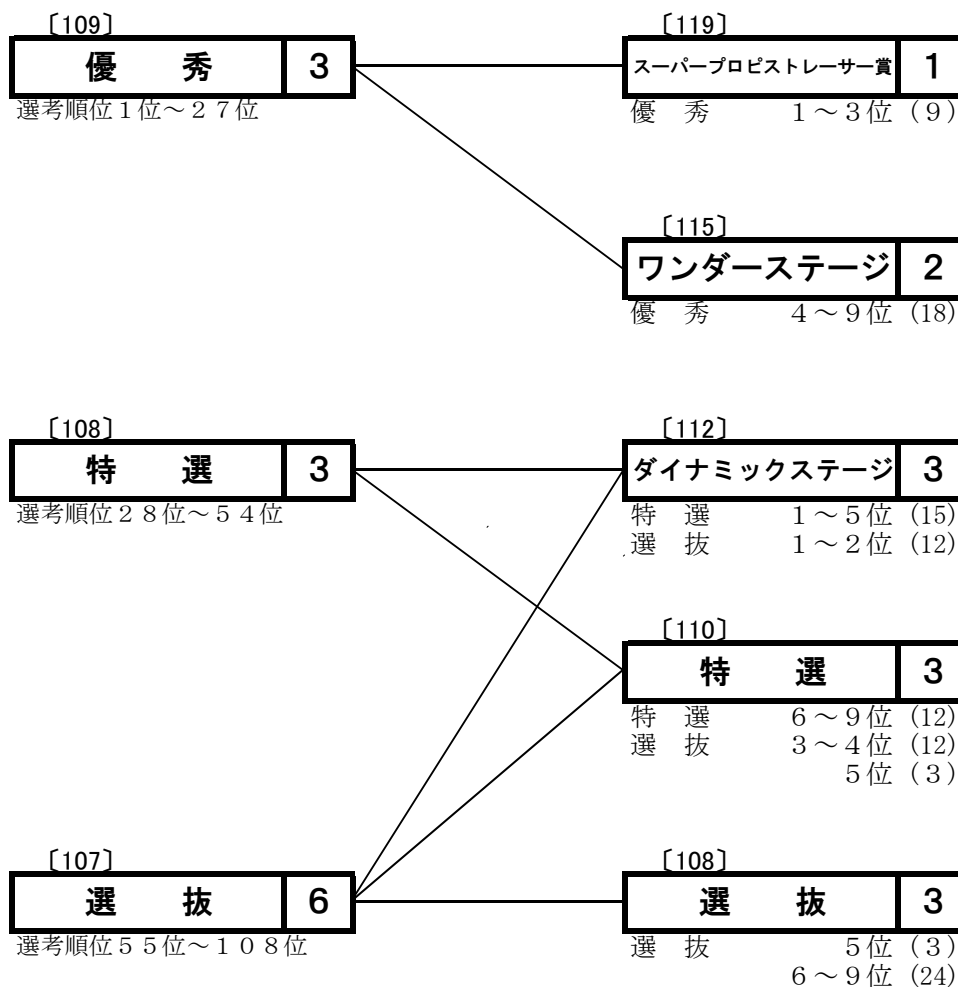 〔109〕
優 秀 3
選考順位1位～27位
〔119〕
スーパープロピストレーサー賞 1
優 秀 1～3位 (9)
〔115〕
ワンダーステージ 2
優 秀 4～9位 (18)
〔108〕
特 選 3
選考順位28位～54位
〔112〕
ダイナミックステージ 3
特 選 1～5位 (15)
選 抜 1～2位 (12)
〔110〕
特 選 3
特 選 6～9位 (12)
選 抜 3～4位 (12)
5位 (3)
〔107〕
選 抜 6
選考順位55位～108位
〔108〕
選 抜 3
選 抜 5位 (3)
6～9位 (24)